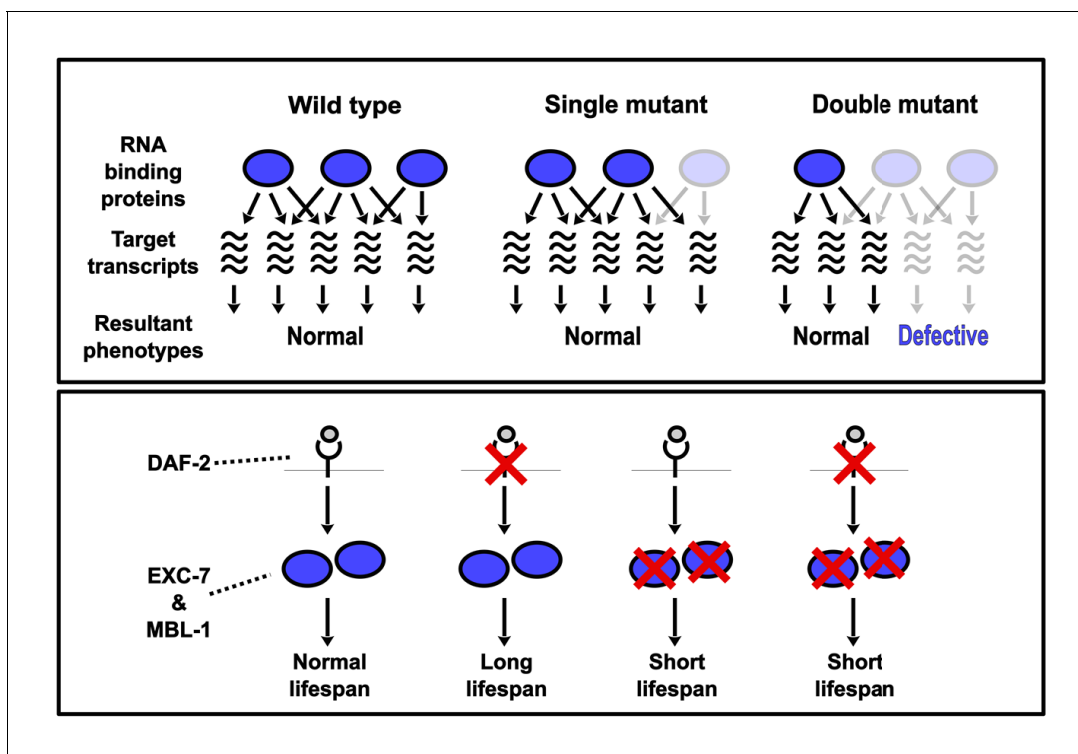 Wild type
Single mutant
Double mutant
RNA
binding
proteins
Target
transcripts
Resultant
phenotypes
Normal
Normal
Normal
Defective
DAF-2
EXC-7
&
MBL-1
Normal
lifespan
Long
lifespan
Short
lifespan
Short
lifespan